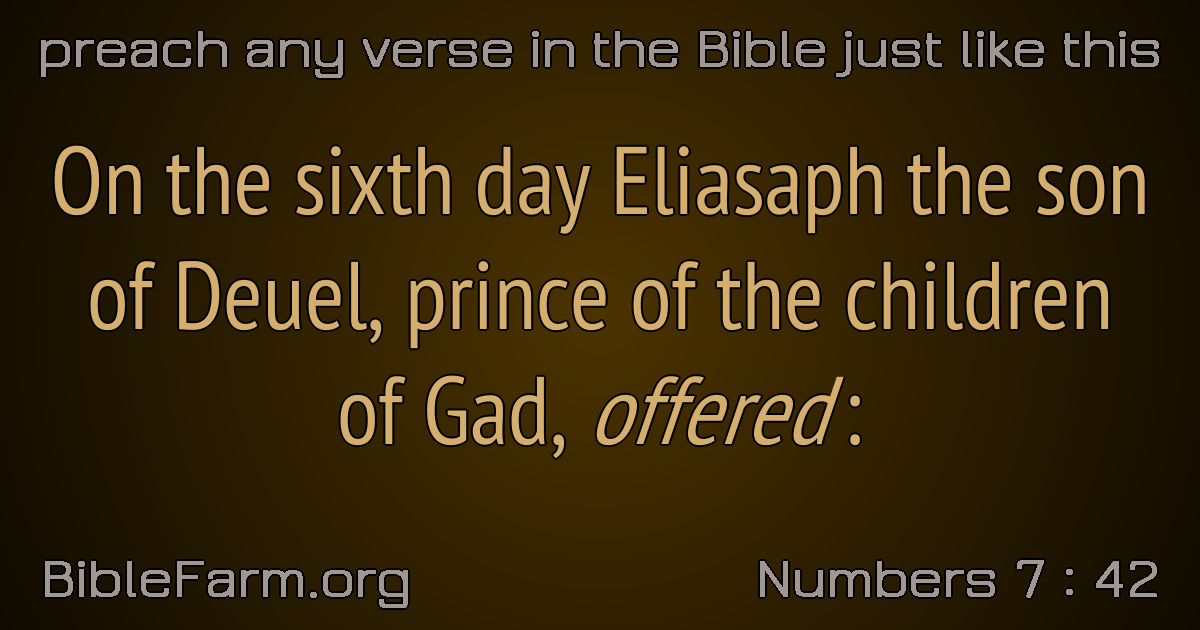 preach any verse in the Bible just like this
On the sixth day Eliasaph the son
of Deuel, prince of the children
of Gad, offered :
BibleFarm.org
Numbers 7 : 42